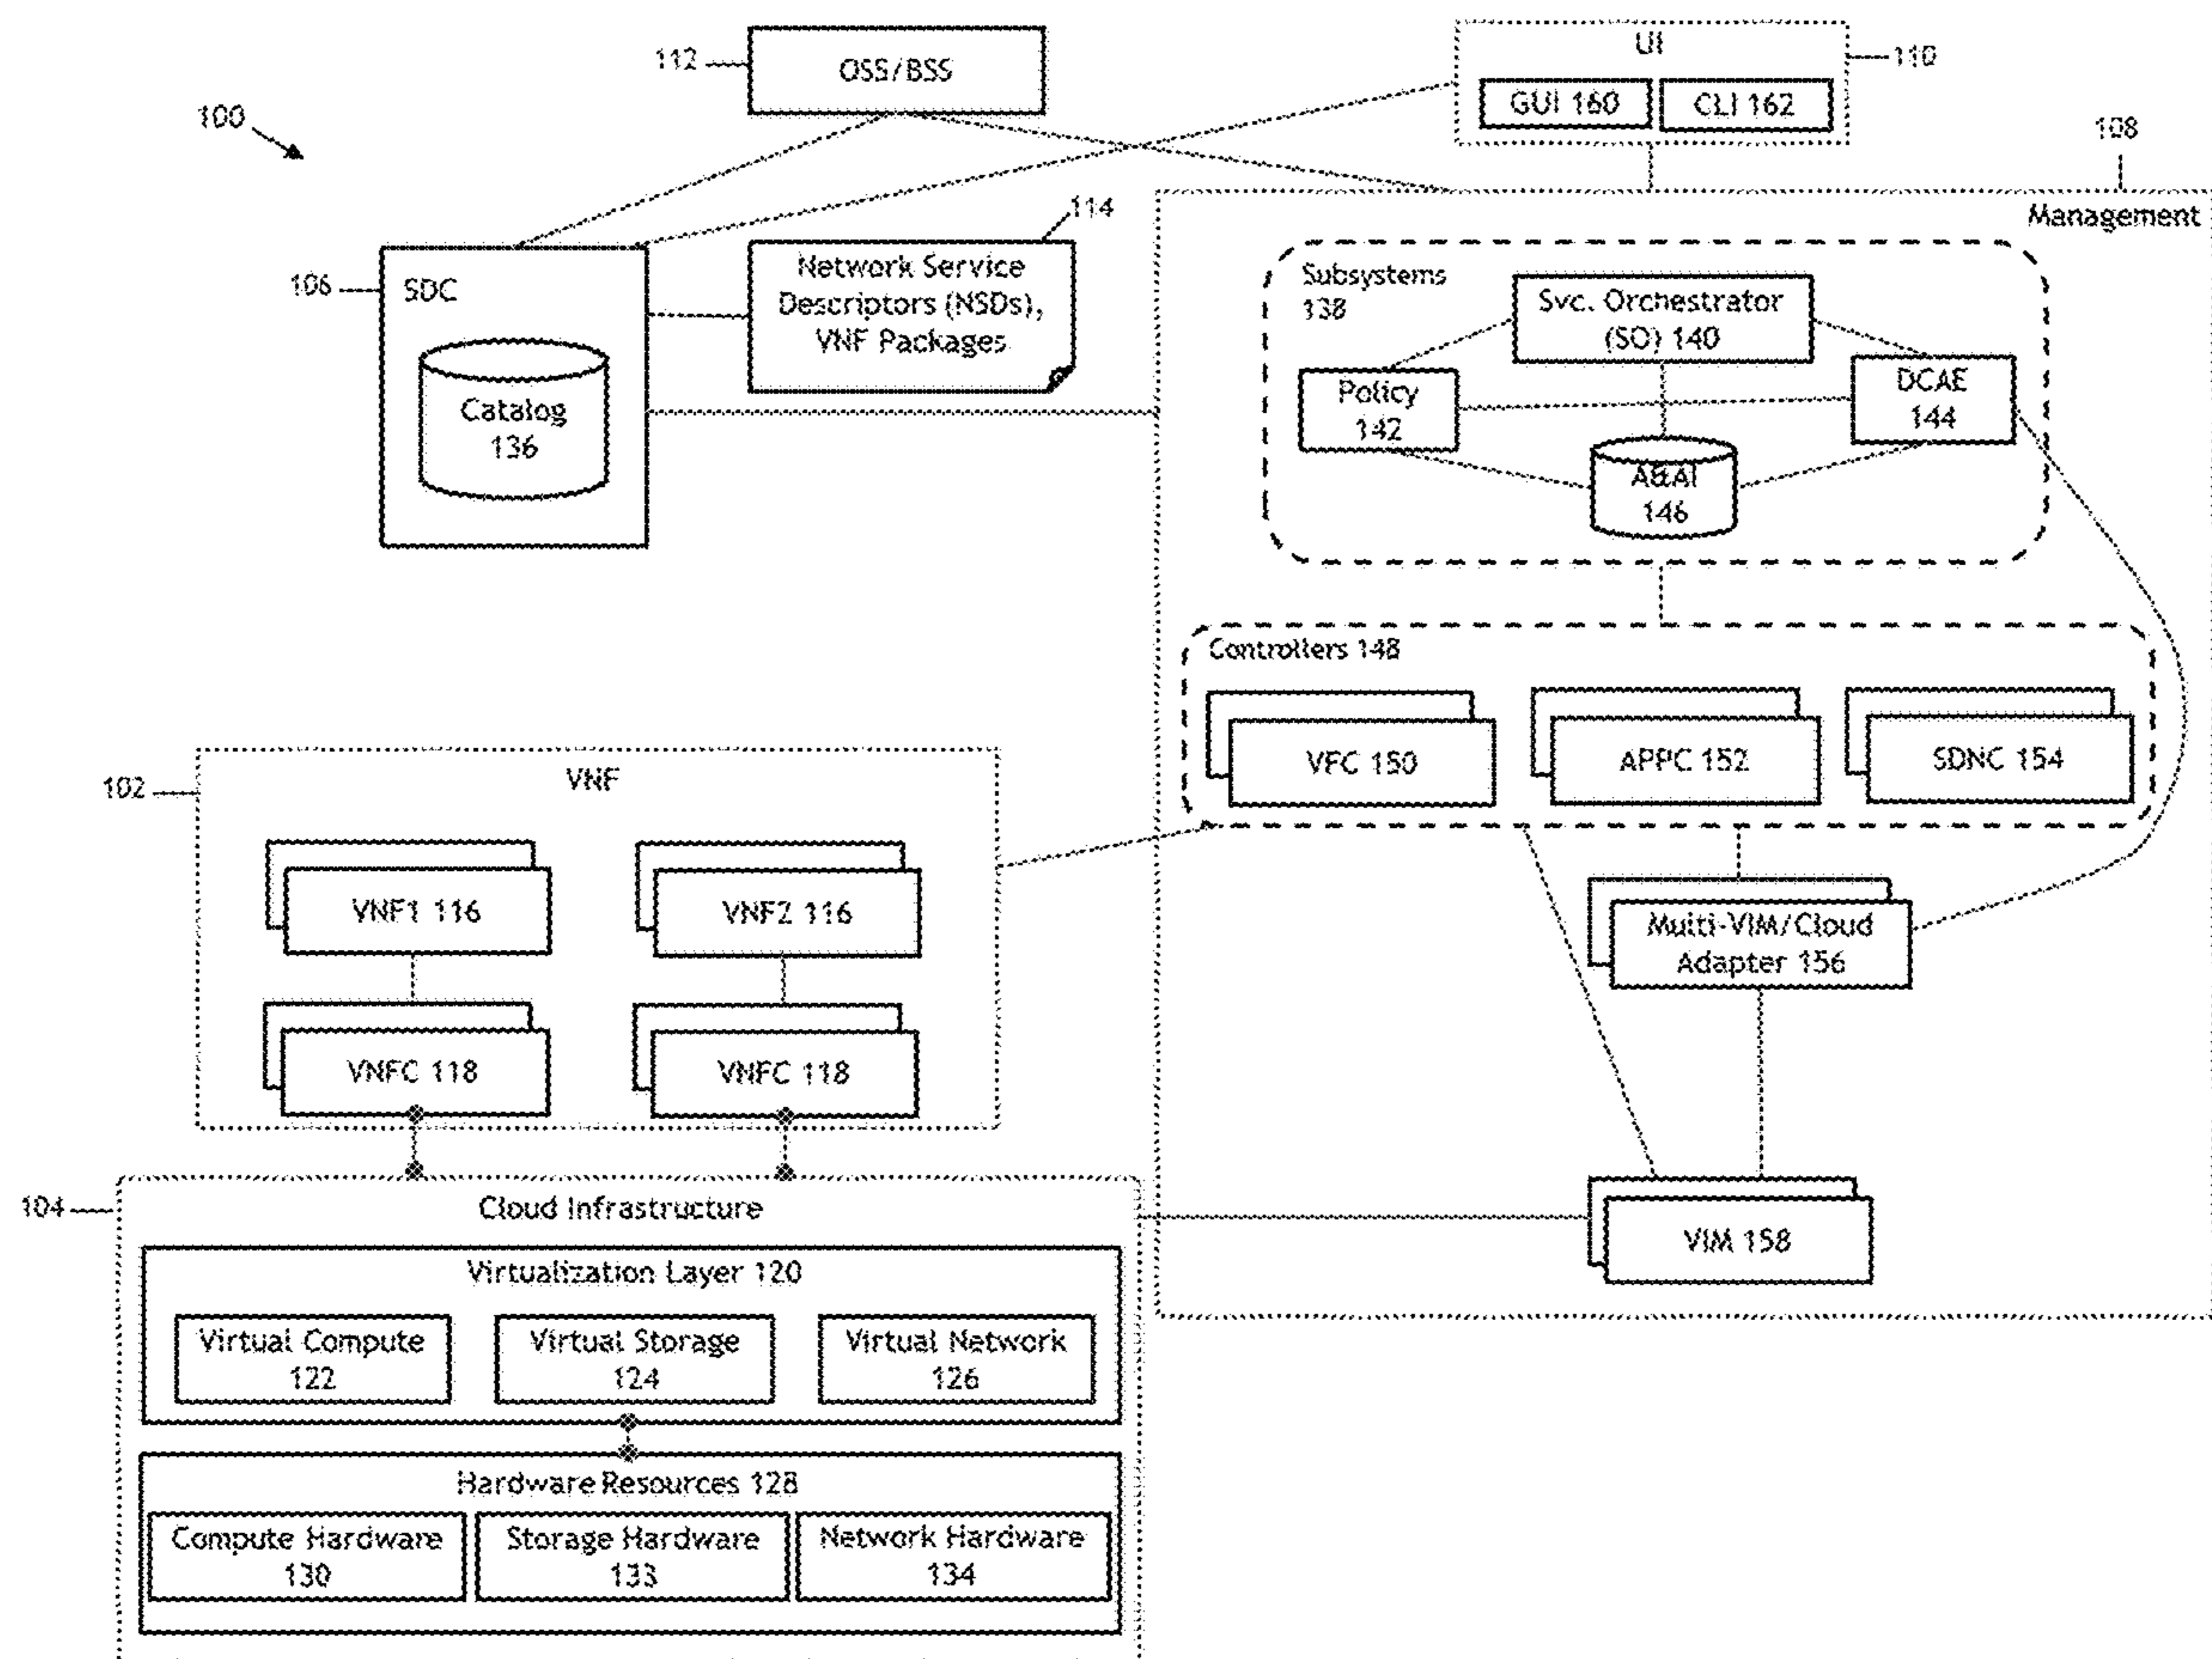 112
OSS/BSS
UI
110
GUI 160
CLI 162
100
108
Management
114
106
SDC
Network Service
Descriptors (NSDs),
VNF Packages
Catalog
136
Subsystems
138
Svc. Orchestrator
(SO) 140
Policy
142
DCAE
144
A&AI
146
Controllers 148
VFC 150
APPC 152
SDNC 154
102
VNF
VNF1 116
VNF2 116
VNFC 118
VNFC 118
Multi-VIM/Cloud
Adapter 156
VIM 158
104
Cloud Infrastructure
Virtualization Layer 120
Virtual Compute
122
Virtual Storage
124
Virtual Network
126
Hardware Resources 128
Compute Hardware
130
Storage Hardware
133
Network Hardware
134